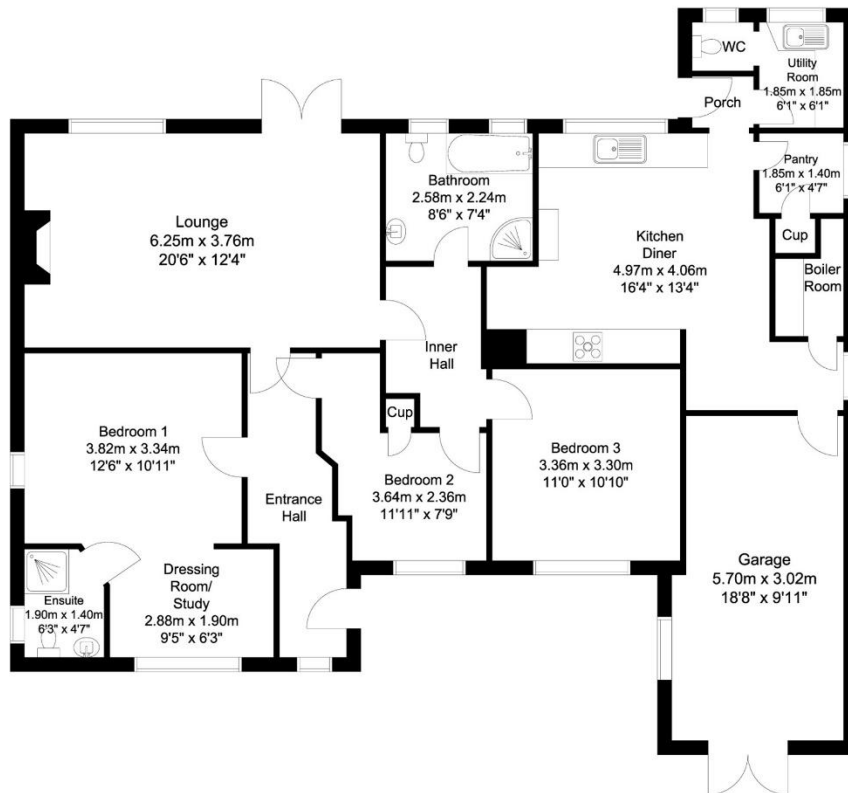 WC
Utility
Room
1.85m x 1.85m
6'1" x 6'1"
Porch
Pantry
1.85m x 1.40m
6'1" x 4'7"
Cup
Boiler
Room
Bathroom
2.58m x 2.24m
8'6" x 7'4"
Lounge
6.25m x 3.76m
20'6" x 12'4"
Kitchen
Diner
4.97m x 4.06m
16'4" x 13'4"
Inner
Hall
Cup
Bedroom 1
3.82m x 3.34m
12'6" x 10'11"
Bedroom 2
3.64m x 2.36m
11'11" x 7'9"
Bedroom 3
3.36m x 3.30m
11'0" x 10'10"
Entrance
Hall
Dressing
Room/
Study
2.88m x 1.90m
9'5" x 6'3"
Ensuite
1.90m x 1.40m
6'3" x 4'7"
Garage
5.70m x 3.02m
18'8" x 9'11"